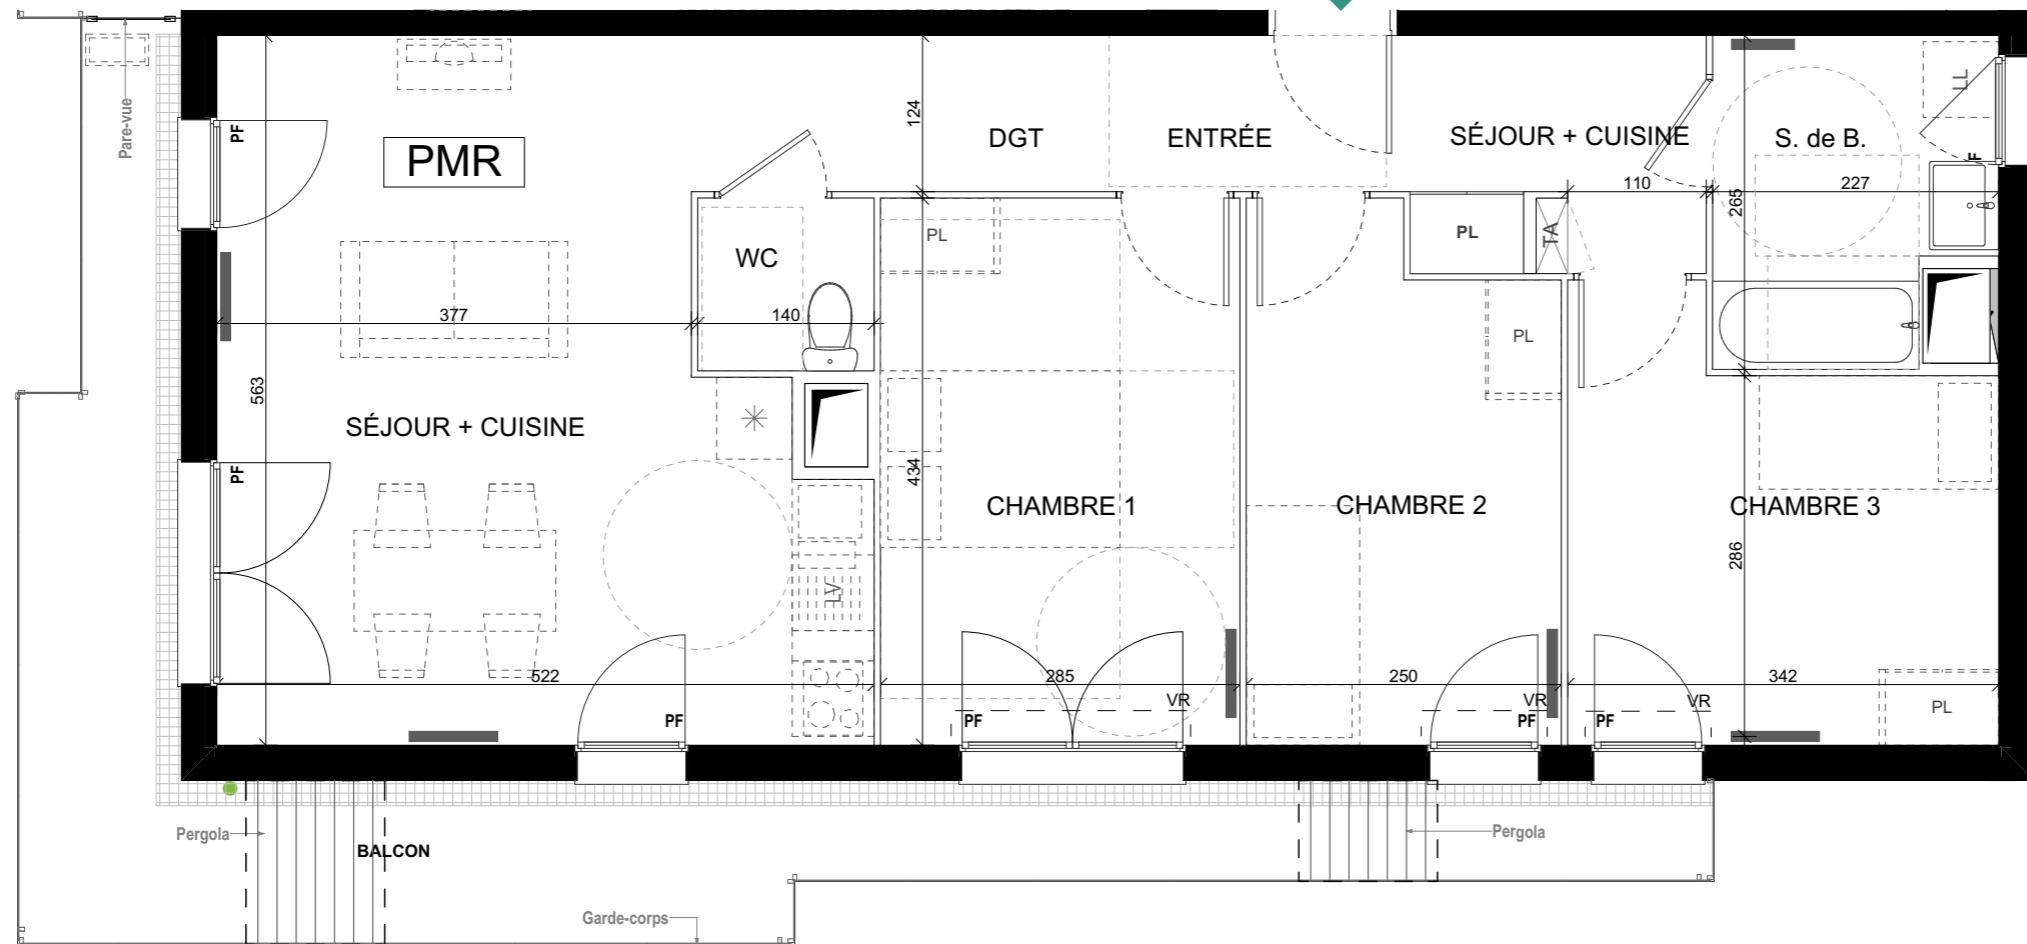 Pare-vue
PF
PMR
124
DGT
ENTRÉE
SÉJOUR + CUISINE
S. de B.
LL
F
110
265
227
WC
PL
PL
TA
377
140
PL
563
SÉJOUR + CUISINE
PF
434
CHAMBRE 1
CHAMBRE 2
CHAMBRE 3
286
LV
522
285
250
342
PF
PF
VR
VR
PF
PF
VR
PL
Pergola
BALCON
Pergola
Garde-corps